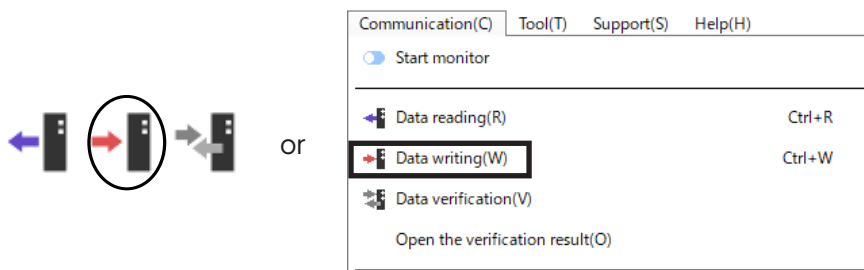 Communication(C) Tool(T) Support(S) Help(H)
Start monitor
Data reading(R) Ctrl+R
or
Data writing(W) Ctrl+W
Data verification(V)
Open the verification result(O)